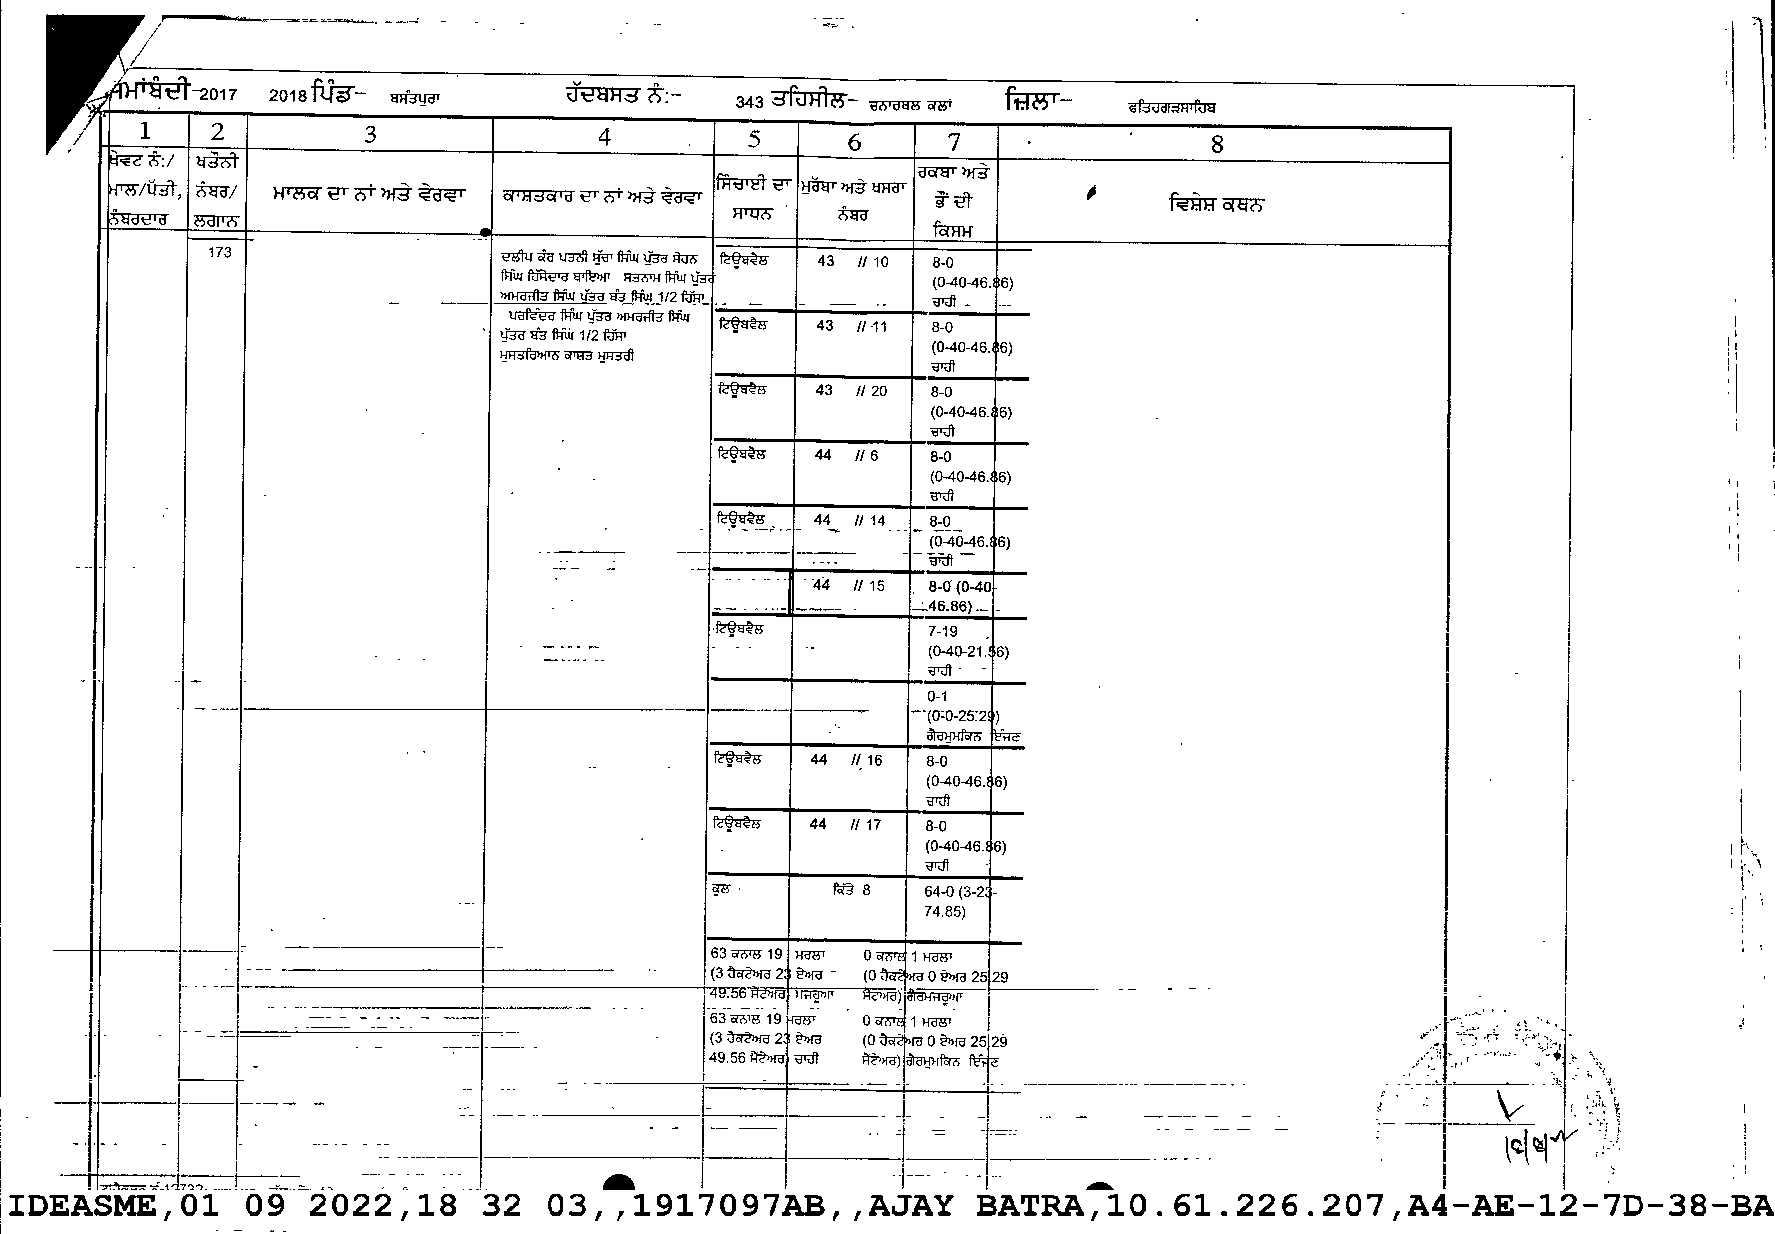 ਜਮਾਂਬੰਦੀ-2017 2018 ਪਿੰਡ- ਬਸੰਤਪੁਰਾ ਹੱਦਬਸਤ ਨੰ:- 343 ਤਹਿਸੀਲ- ਚਨਾਰਥਲ ਕਲਾਂ ਜ਼ਿਲਾ- ਫਤਿਹਗੜਸਾਹਿਬ
1 2 3 4 5 6 7 8
ਖੇਵਟ ਨੰ:/ ਮਾਲ/ਪੱਤੀ, ਨੰਬਰਦਾਰ
ਖਤੌਨੀ ਨੰਬਰ/ ਲਗਾਨ
ਮਾਲਕ ਦਾ ਨਾਂ ਅਤੇ ਵੇਰਵਾ
ਕਾਸ਼ਤਕਾਰ ਦਾ ਨਾਂ ਅਤੇ ਵੇਰਵਾ
ਸਿੰਚਾਈ ਦਾ ਸਾਧਨ
ਮੁਰੱਬਾ ਅਤੇ ਖਸਰਾ ਨੰਬਰ
ਰਕਬਾ ਅਤੇ ਭੌਂ ਦੀ ਕਿਸਮ
ਵਿਸ਼ੇਸ਼ ਕਥਨ
173
ਦਲੀਪ ਕੌਰ ਪਤਨੀ ਸੁੱਚਾ ਸਿੰਘ ਪੁੱਤਰ ਸੋਹਨ
ਸਿੰਘ ਹਿੱਸੇਦਾਰ ਬਾਇਆ ਸਤਨਾਮ ਸਿੰਘ ਪੁੱਤਰ
ਅਮਰਜੀਤ ਸਿੰਘ ਪੁੱਤਰ ਬੰਤ ਸਿੰਘ 1/2 ਹਿੱਸਾ
ਪਰਵਿੰਦਰ ਸਿੰਘ ਪੁੱਤਰ ਅਮਰਜੀਤ ਸਿੰਘ
ਪੁੱਤਰ ਬੰਤ ਸਿੰਘ 1/2 ਹਿੱਸਾ
ਮੁਸਤਰਿਆਨ ਕਾਸ਼ਤ ਮੁਸਤਰੀ
ਟਿਊਬਵੈਲ 43 // 10 8-0
(0-40-46.86)
ਚਾਹੀ
ਟਿਊਬਵੈਲ 43 // 11 8-0
(0-40-46.86)
ਚਾਹੀ
ਟਿਊਬਵੈਲ 43 // 20 8-0
(0-40-46.86)
ਚਾਹੀ
ਟਿਊਬਵੈਲ 44 // 6 8-0
(0-40-46.86)
ਚਾਹੀ
ਟਿਊਬਵੈਲ 44 // 14 8-0
(0-40-46.86)
ਚਾਹੀ
44 // 15 8-0 (0-40-
46.86)
ਟਿਊਬਵੈਲ 7-19
(0-40-21.56)
ਚਾਹੀ
0-1
(0-0-25.29)
ਗੈਰਮੁਮਕਿਨ ਇੰਜਣ
ਟਿਊਬਵੈਲ 44 // 16 8-0
(0-40-46.86)
ਚਾਹੀ
ਟਿਊਬਵੈਲ 44 // 17 8-0
(0-40-46.86)
ਚਾਹੀ
ਕੁਲ ਕਿੱਤੇ 8 64-0 (3-23-
74.85)
63 ਕਨਾਲ 19 ਮਰਲਾ 0 ਕਨਾਲ 1 ਮਰਲਾ
(3 ਹੈਕਟੇਅਰ 23 ਏਅਰ (0 ਹੈਕਟੇਅਰ 0 ਏਅਰ 25.29
49.56 ਸੈਂਟੇਅਰ) ਮਜਰੂਆ ਸੈਂਟੇਅਰ) ਗੈਰਮਜਰੂਆ
63 ਕਨਾਲ 19 ਮਰਲਾ 0 ਕਨਾਲ 1 ਮਰਲਾ
(3 ਹੈਕਟੇਅਰ 23 ਏਅਰ (0 ਹੈਕਟੇਅਰ 0 ਏਅਰ 25.29
49.56 ਸੈਂਟੇਅਰ) ਚਾਹੀ ਸੈਂਟੇਅਰ) ਗੈਰਮੁਮਕਿਨ ਇੰਜਣ
IDEASME,01 09 2022,18 32 03,,1917097AB,,AJAY BATRA,10.61.226.207,A4-AE-12-7D-38-BA